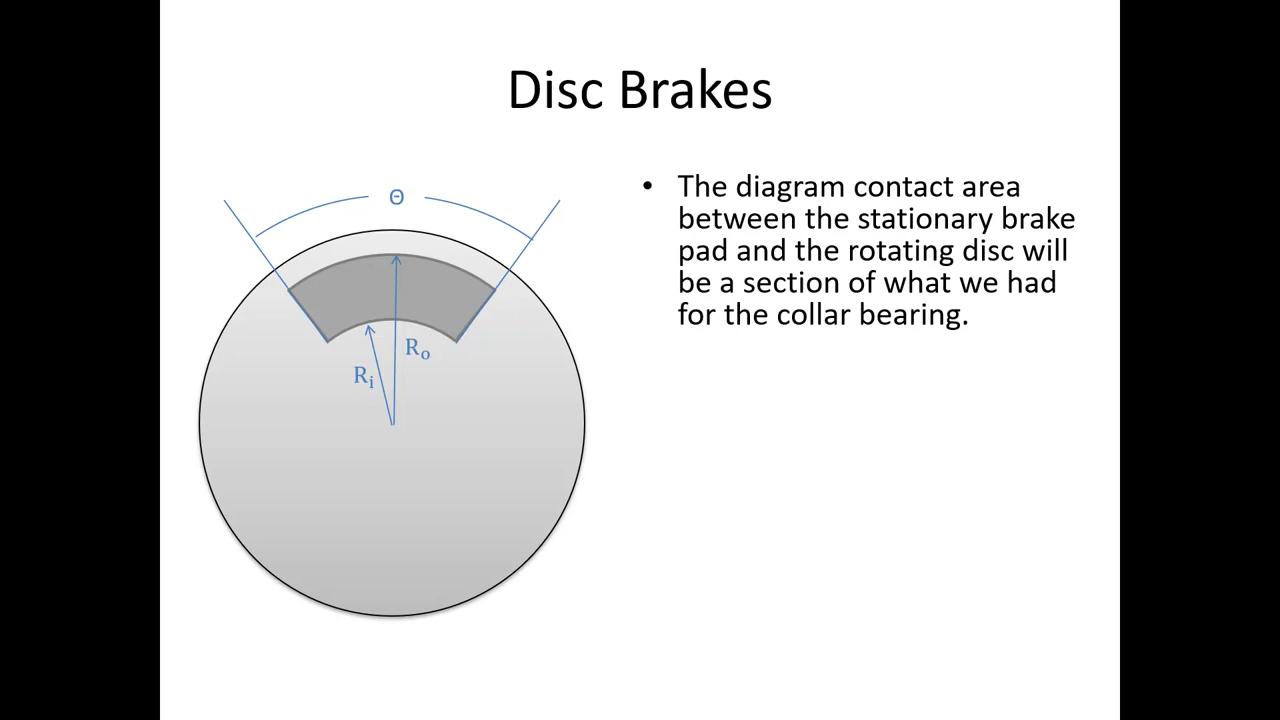 Disc Brakes
Θ
R₀
Rᵢ
• The diagram contact area
between the stationary brake
pad and the rotating disc will
be a section of what we had
for the collar bearing.